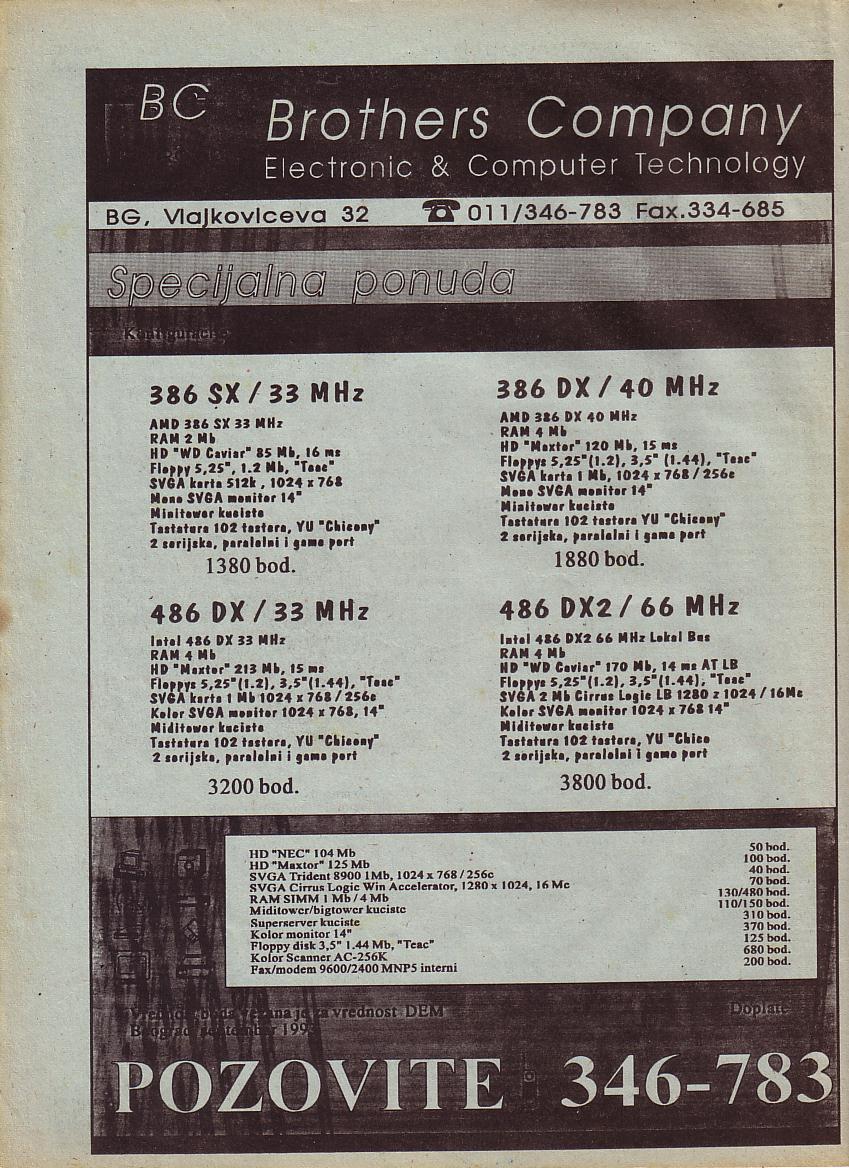 BC
Brothers Company
Electronic & Computer Technology
BG, Vlajkoviceva 32 ☎ 011/346-783 Fax.334-685
Specijalna ponuda
Konfiguracije
386 SX / 33 MHz
AMD 386 SX 33 MHz
RAM 2 Mb
HD "WD Caviar" 85 Mb, 16 ms
Floppy 5,25", 1.2 Mb, "Teac"
SVGA karta 512k , 1024 x 768
Mono SVGA monitor 14"
Minitower kuciste
Tastatura 102 tastera, YU "Chicony"
2 serijska, paralelni i game port
1380 bod.
386 DX / 40 MHz
AMD 386 DX 40 MHz
RAM 4 Mb
HD "Maxtor" 120 Mb, 15 ms
Floppys 5,25"(1.2), 3,5" (1.44), "Teac"
SVGA karta 1 Mb, 1024 x 768 / 256c
Mono SVGA monitor 14"
Minitower kuciste
Tastatura 102 tastera, YU "Chicony"
2 serijska, paralelni i game port
1880 bod.
486 DX / 33 MHz
Intel 486 DX 33 MHz
RAM 4 Mb
HD "Maxtor" 213 Mb, 15 ms
Floppys 5,25"(1.2), 3,5"(1.44), "Teac"
SVGA karta 1 Mb 1024 x 768 / 256c
Kolor SVGA monitor 1024 x 768, 14"
Miditower kuciste
Tastatura 102 tastera, YU "Chicony"
2 serijska, paralelni i game port
3200 bod.
486 DX2 / 66 MHz
Intel 486 DX2 66 MHz Lokal Bus
RAM 4 Mb
HD "WD Caviar" 170 Mb, 14 ms AT LB
Floppys 5,25"(1.2), 3,5"(1.44), "Teac"
SVGA 2 Mb Cirrus Logic LB 1280 z 1024 / 16Mc
Kolor SVGA monitor 1024 x 768 14"
Miditower kuciste
Tastatura 102 tastera, YU "Chico
2 serijska, paralelni i game port
3800 bod.
HD "NEC" 104 Mb 50 bod.
HD "Maxtor" 125 Mb 100 bod.
SVGA Trident 8900 1Mb, 1024 x 768 / 256c 40 bod.
SVGA Cirrus Logic Win Accelerator, 1280 x 1024, 16 Mc 70 bod.
RAM SIMM 1 Mb / 4 Mb 130/480 bod.
Miditower/bigtower kuciste 110/150 bod.
Superserver kuciste 310 bod.
Kolor monitor 14" 370 bod.
Floppy disk 3,5" 1.44 Mb, "Teac" 125 bod.
Kolor Scanner AC-256K 680 bod.
Fax/modem 9600/2400 MNP5 interni 200 bod.
Vrednost boda vezana je za vrednost DEM Doplate
Beograd, septembar
POZOVITE 346-783